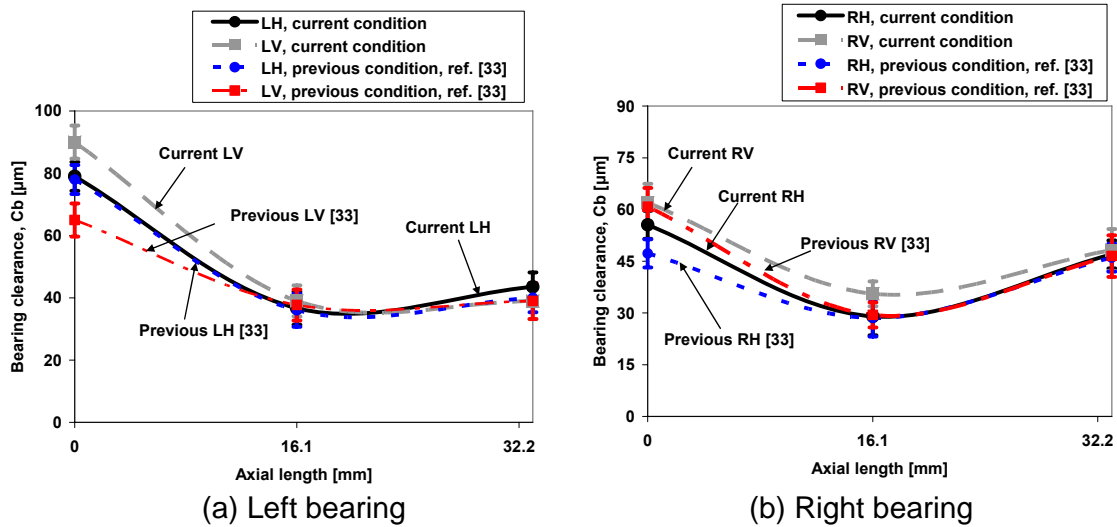 LH, current condition
LV, current condition
LH, previous condition, ref. [33]
LV, previous condition, ref. [33]
100
80
60
40
20
0
Bearing clearance, Cb [µm]
Current LV
Previous LV [33]
Current LH
Previous LH [33]
0
16.1
32.2
Axial length [mm]
(a) Left bearing
RH, current condition
RV, current condition
RH, previous condition, ref. [33]
RV, previous condition, ref. [33]
90
75
60
45
30
15
0
Bearing clearance, Cb [µm]
Current RV
Current RH
Previous RV [33]
Previous RH [33]
0
16.1
32.2
Axial length [mm]
(b) Right bearing